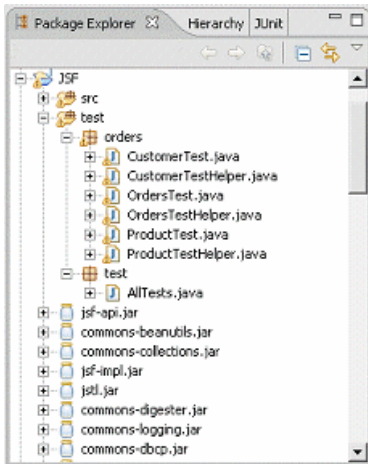 Package Explorer Hierarchy JUnit
JSF
src
test
orders
CustomerTest.java
CustomerTestHelper.java
OrdersTest.java
OrdersTestHelper.java
ProductTest.java
ProductTestHelper.java
test
AllTests.java
jsf-api.jar
commons-beanutils.jar
commons-collections.jar
jsf-impl.jar
jstl.jar
commons-digester.jar
commons-logging.jar
commons-dbcp.jar